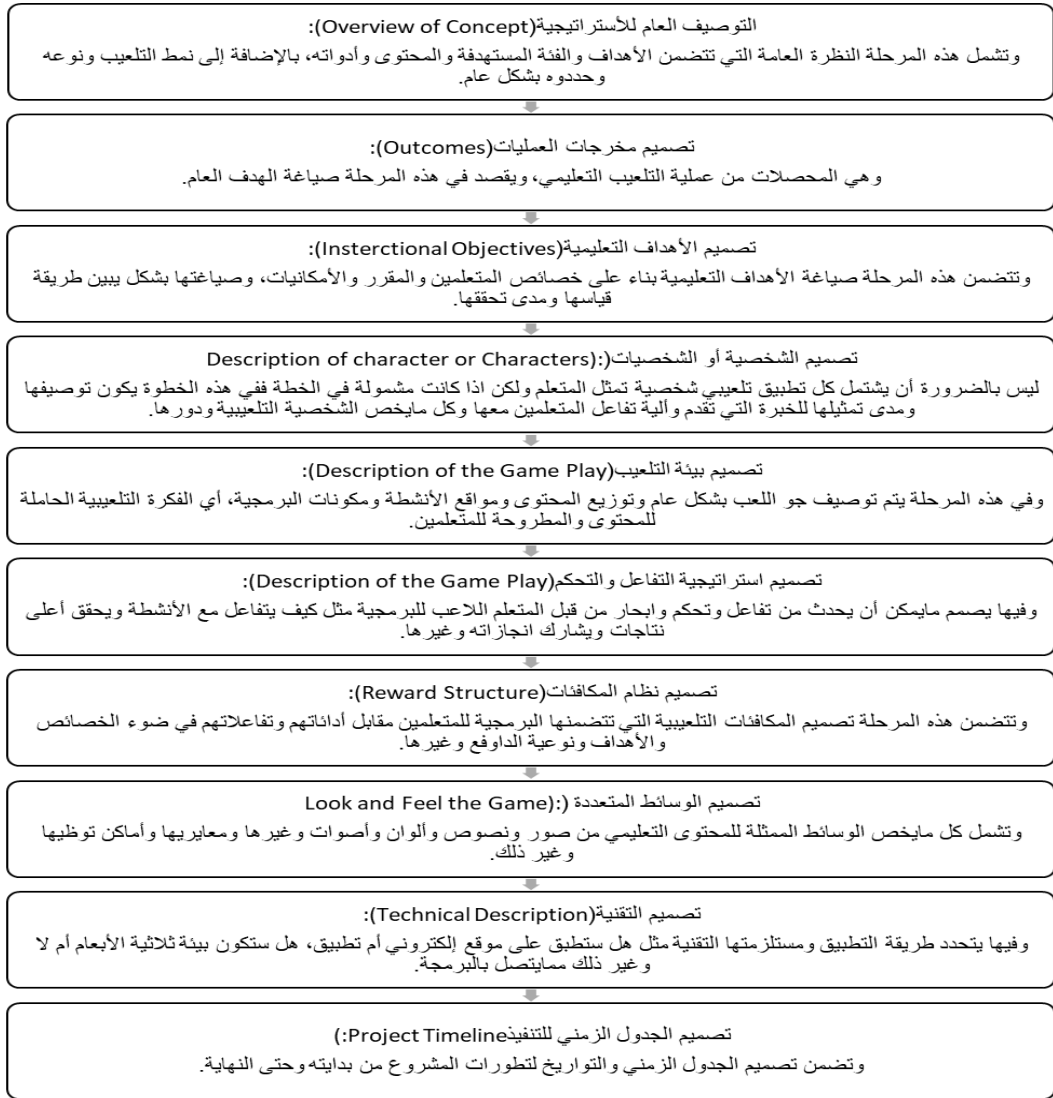 التوصيف العام للأستراتيجية(Overview of Concept):
وتشمل هذه المرحلة النظرة العامة التي تتضمن الأهداف والفئة المستهدفة والمحتوى وأدواته، بالإضافة إلى نمط التلعيب ونوعه
وحددوه بشكل عام.
تصميم مخرجات العمليات(Outcomes):
وهي المحصلات من عملية التلعيب التعليمي، ويقصد في هذه المرحلة صياغة الهدف العام.
تصميم الأهداف التعليمية(Insterctional Objectives):
وتتضمن هذه المرحلة صياغة الأهداف التعليمية بناء على خصائص المتعلمين والمقرر والأمكانيات، وصياغتها بشكل يبين طريقة
قياسها ومدى تحققها.
تصميم الشخصية أو الشخصيات(:(Description of character or Characters
ليس بالضرورة أن يشتمل كل تطبيق تلعيبي شخصية تمثل المتعلم ولكن اذا كانت مشمولة في الخطة ففي هذه الخطوة يكون توصيفها
ومدى تمثيلها للخبرة التي تقدم وألية تفاعل المتعلمين معها وكل مايخص الشخصية التلعيبية ودورها.
تصميم بيئة التلعيب(Description of the Game Play):
وفي هذه المرحلة يتم توصيف جو اللعب بشكل عام وتوزيع المحتوى ومواقع الأنشطة ومكونات البرمجية، أي الفكرة التلعيبية الحاملة
للمحتوى والمطروحة للمتعلمين.
تصميم استراتيجية التفاعل والتحكم(Description of the Game Play):
وفيها يصمم مايمكن أن يحدث من تفاعل وتحكم وابحار من قبل المتعلم اللاعب للبرمجية مثل كيف يتفاعل مع الأنشطة ويحقق أعلى
نتاجات ويشارك انجازاته وغيرها.
تصميم نظام المكافئات(Reward Structure):
وتتضمن هذه المرحلة تصميم المكافئات التلعيبية التي تتضمنها البرمجية للمتعلمين مقابل أدائاتهم وتفاعلاتهم في ضوء الخصائص
والأهداف ونوعية الداوفع وغيرها.
تصميم الوسائط المتعددة (:(Look and Feel the Game
وتشمل كل مايخص الوسائط الممثلة للمحتوى التعليمي من صور ونصوص وألوان وأصوات وغيرها ومعايريها وأماكن توظيها
وغير ذلك.
تصميم التقنية(Technical Description):
وفيها يتحدد طريقة التطبيق ومستلزمتها التقنية مثل هل ستطبق على موقع إلكتروني أم تطبيق، هل ستكون بيئة ثلاثية الأبعام أم لا
وغير ذلك ممايتصل بالبرمجة.
تصميم الجدول الزمني للتنفيذProject Timeline:)
وتضمن تصميم الجدول الزمني والتواريخ لتطورات المشروع من بدايته وحتى النهاية.